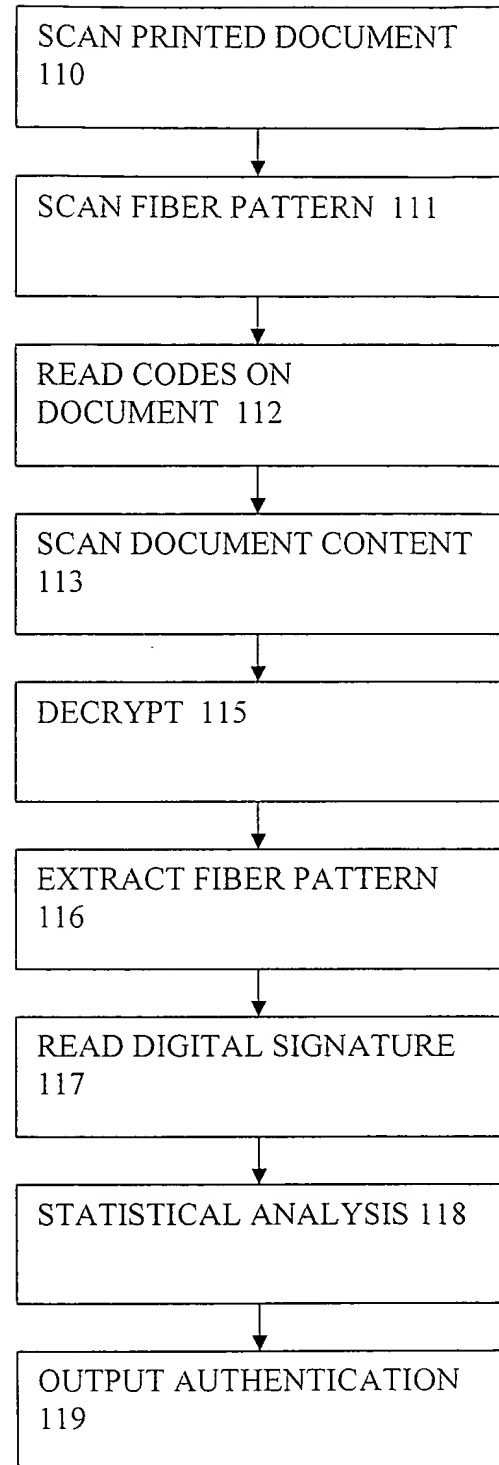 SCAN PRINTED DOCUMENT
110
SCAN FIBER PATTERN 111
READ CODES ON
DOCUMENT 112
SCAN DOCUMENT CONTENT
113
DECRYPT 115
EXTRACT FIBER PATTERN
116
READ DIGITAL SIGNATURE
117
STATISTICAL ANALYSIS 118
OUTPUT AUTHENTICATION
119